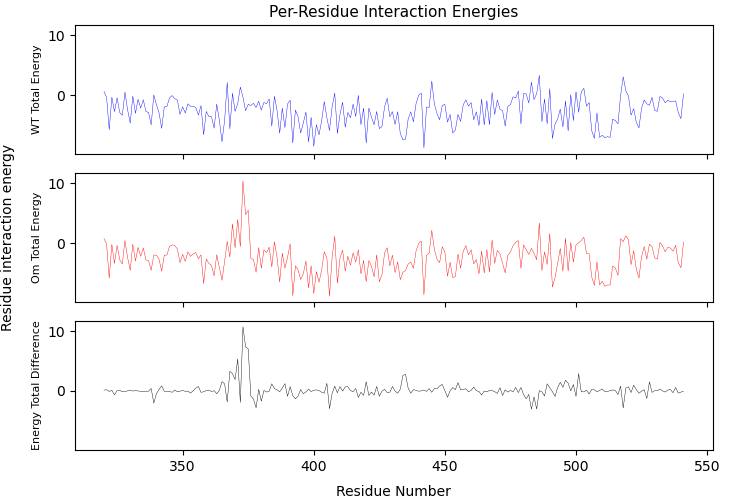 Per-Residue Interaction Energies
Residue interaction energy
WT Total Energy
10
0
Om Total Energy
10
0
Energy Total Difference
10
0
350
400
450
500
550
Residue Number